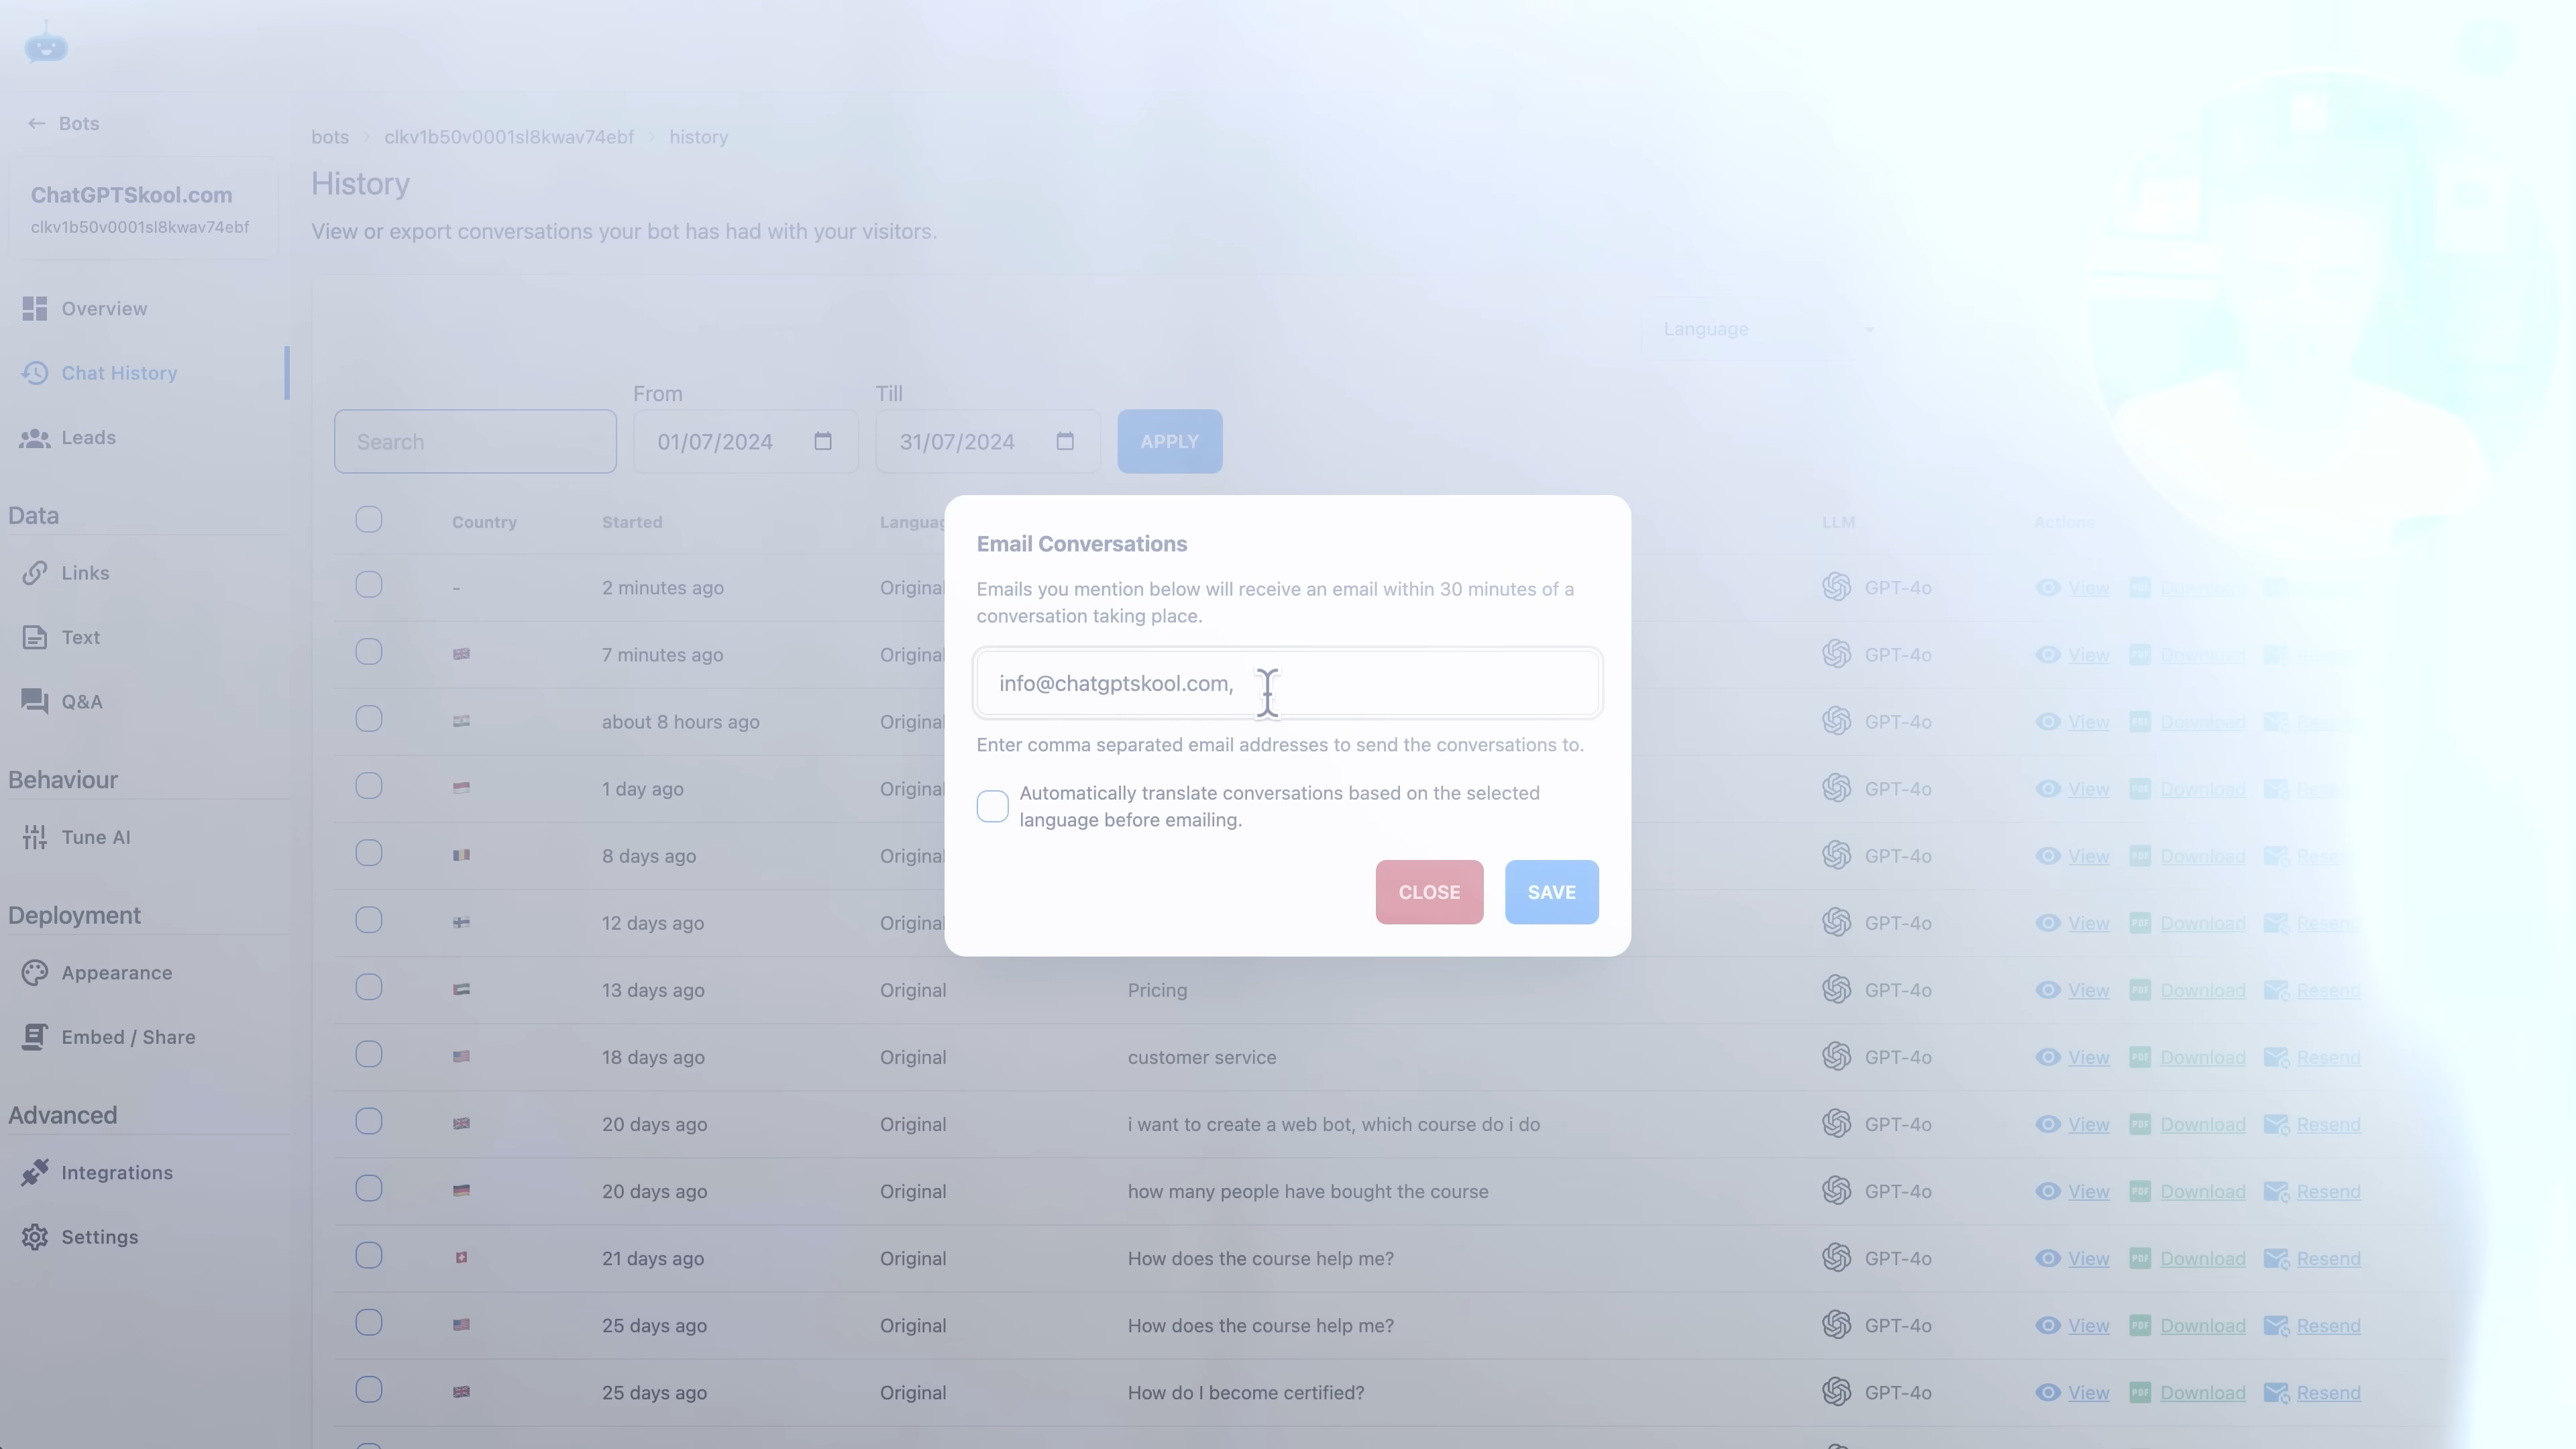 Bots
ChatGPTSkool.com
clkv1b50v0001sl8kwav74ebf
Overview
Chat History
Leads
Data
Links
Text
Q&A
Behaviour
Tune AI
Deployment
Appearance
Embed / Share
Advanced
Integrations
Settings
bots > clkv1b50v0001sl8kwav74ebf > history
History
View or export conversations your bot has had with your visitors.
Language
From
Till
Search
01/07/2024
31/07/2024
APPLY
Country Started LLM Actions
- 2 minutes ago GPT-4o View Download
7 minutes ago GPT-4o View Download
about 8 hours ago GPT-4o View Download Resend
1 day ago GPT-4o View Download Resend
8 days ago GPT-4o View Download Resend
12 days ago GPT-4o View Download Resend
13 days ago Original Pricing GPT-4o View Download Resend
18 days ago Original customer service GPT-4o View Download Resend
20 days ago Original i want to create a web bot, which course do i do GPT-4o View Download Resend
20 days ago Original how many people have bought the course GPT-4o View Download Resend
21 days ago Original How does the course help me? GPT-4o View Download Resend
25 days ago Original How does the course help me? GPT-4o View Download Resend
25 days ago Original How do I become certified? GPT-4o View Download Resend
Email Conversations
Emails you mention below will receive an email within 30 minutes of a
conversation taking place.
info@chatgptskool.com,
Enter comma separated email addresses to send the conversations to.
Automatically translate conversations based on the selected
language before emailing.
CLOSE
SAVE